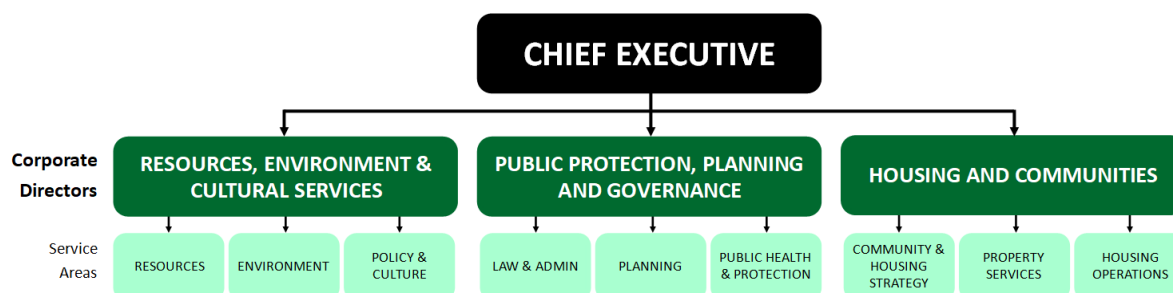 CHIEF EXECUTIVE
Corporate
Directors
RESOURCES, ENVIRONMENT &
CULTURAL SERVICES
PUBLIC PROTECTION, PLANNING
AND GOVERNANCE
HOUSING AND COMMUNITIES
Service
Areas
RESOURCES
ENVIRONMENT
POLICY &
CULTURE
LAW & ADMIN
PLANNING
PUBLIC HEALTH
& PROTECTION
COMMUNITY &
HOUSING
STRATEGY
PROPERTY
SERVICES
HOUSING
OPERATIONS